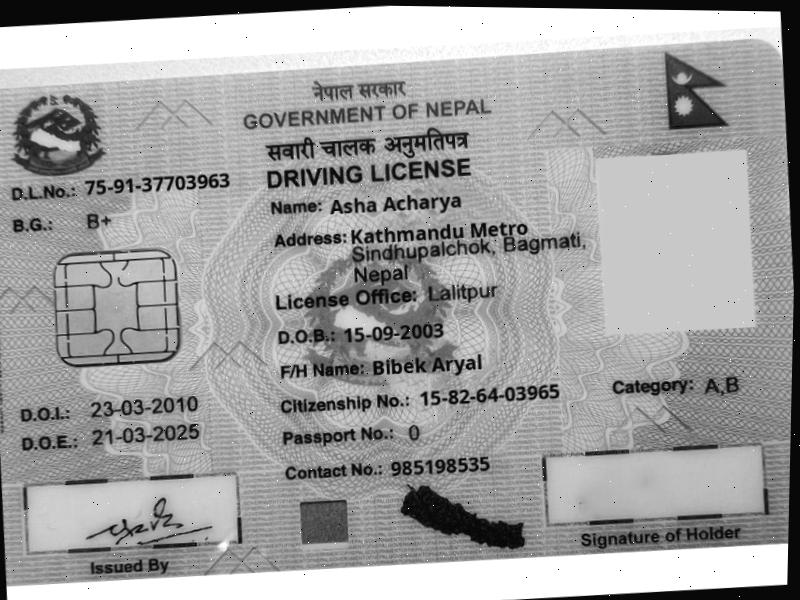 नेपाल सरकार
GOVERNMENT OF NEPAL
सवारी चालक अनुमतिपत्र
DRIVING LICENSE
D.L.No.: 75-91-37703963
B.G.: B+
Name: Asha Acharya
Address: Kathmandu Metro
Sindhupalchok, Bagmati,
Nepal
License Office: Lalitpur
D.O.B.: 15-09-2003
F/H Name: Bibek Aryal
Citizenship No.: 15-82-64-03965
Category: A,B
D.O.I.: 23-03-2010
D.O.E.: 21-03-2025
Passport No.: 0
Contact No.: 985198535
Issued By
Signature of Holder